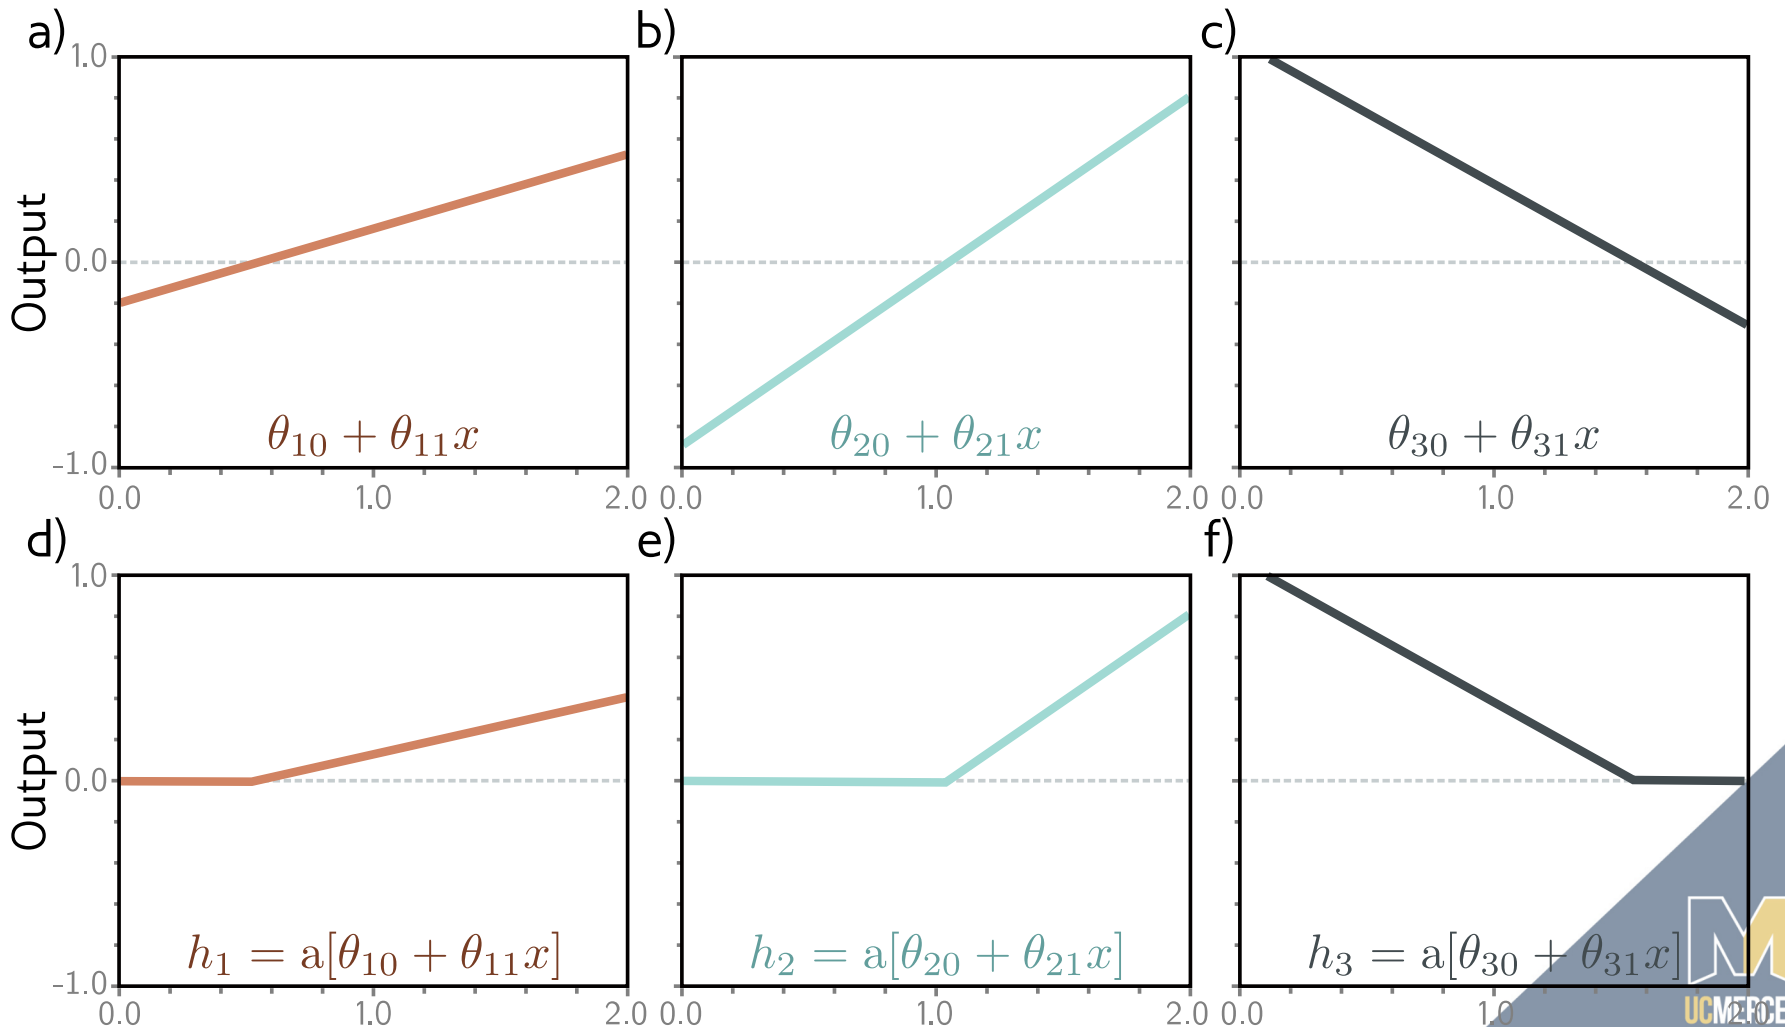 a)
b)
c)
1.0
0.0
-1.0
Output
θ₁₀ + θ₁₁x
θ₂₀ + θ₂₁x
θ₃₀ + θ₃₁x
0.0 1.0 2.0
0.0 1.0 2.0
0.0 1.0 2.0
d)
e)
f)
1.0
0.0
-1.0
Output
h₁ = a[θ₁₀ + θ₁₁x]
h₂ = a[θ₂₀ + θ₂₁x]
h₃ = a[θ₃₀ + θ₃₁x]
0.0 1.0 2.0
0.0 1.0 2.0
0.0 1.0 2.0
M
UCMERCE